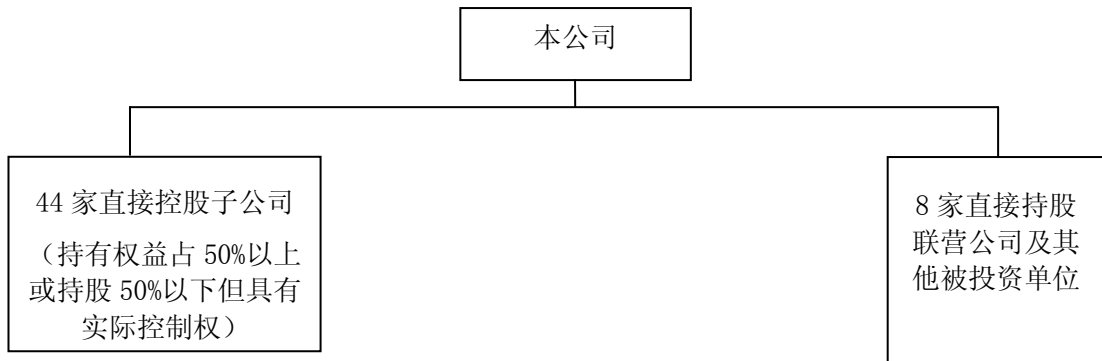 本公司
44 家直接控股子公司
（持有权益占 50%以上
或持股 50%以下但具有
实际控制权）
8 家直接持股
联营公司及其
他被投资单位